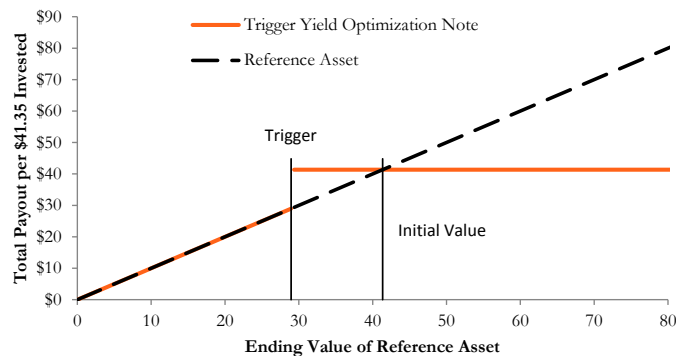 $90
$80
$70
$60
$50
$40
$30
$20
$10
$0
Total Payout per $41.35 Invested
Trigger Yield Optimization Note
Reference Asset
Trigger
Initial Value
0 10 20 30 40 50 60 70 80
Ending Value of Reference Asset